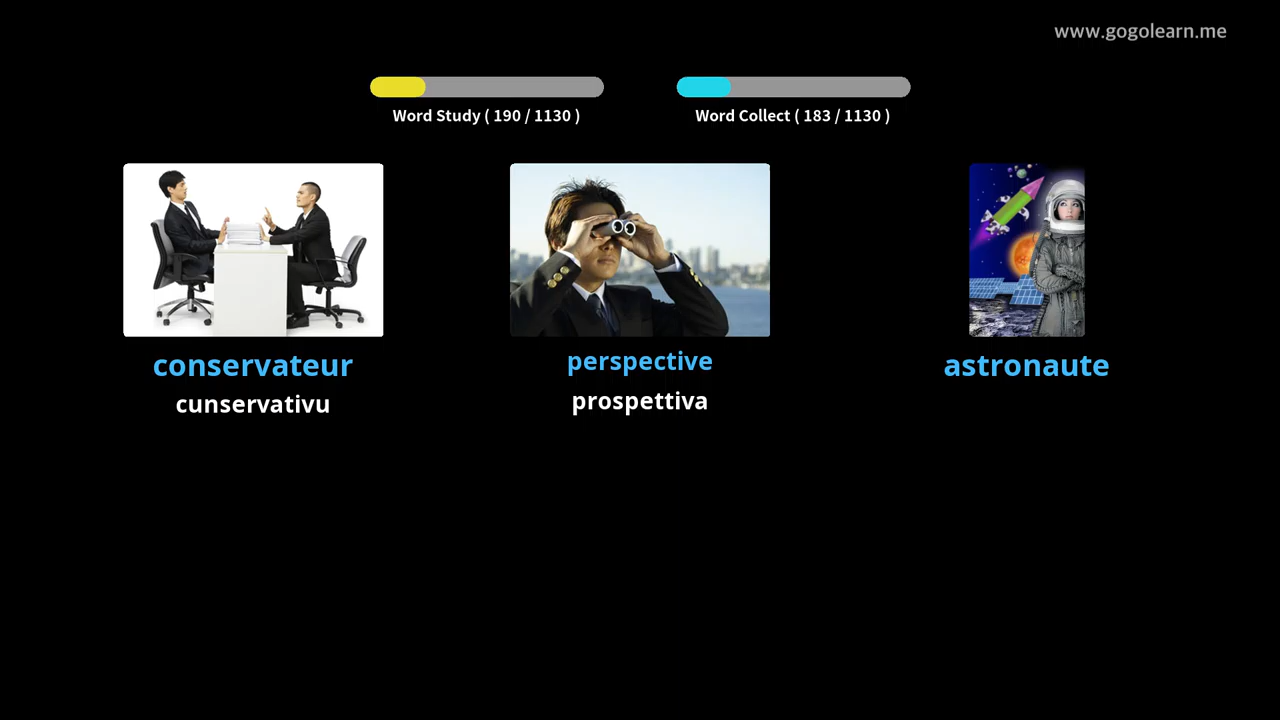 www.gogolearn.me
Word Study ( 190 / 1130 )
Word Collect ( 183 / 1130 )
conservateur
cunservativu
perspective
prospettiva
astronaute